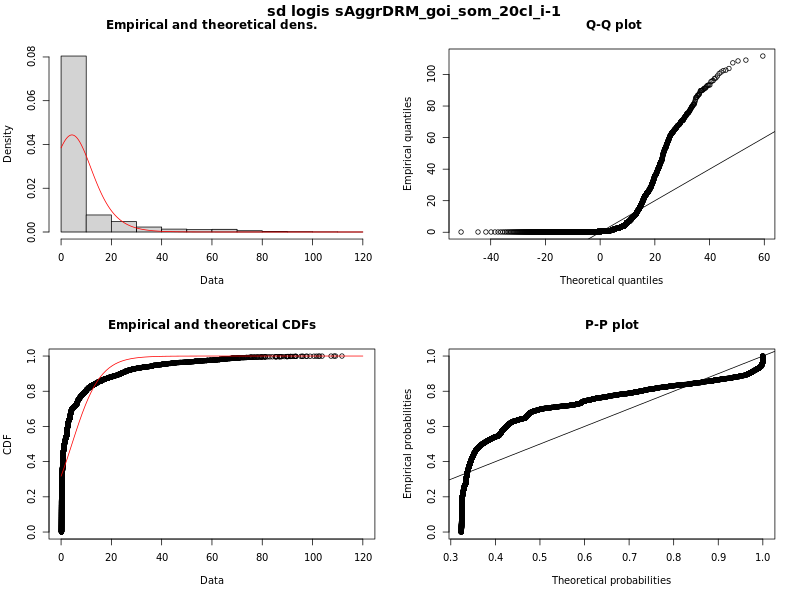 sd logis sAggrDRM_goi_som_20cl_i-1
Empirical and theoretical dens.
Density
0.00 0.02 0.04 0.06 0.08
0 20 40 60 80 100 120
Data
Q-Q plot
Empirical quantiles
0 20 40 60 80 100
-40 -20 0 20 40 60
Theoretical quantiles
Empirical and theoretical CDFs
CDF
0.0 0.2 0.4 0.6 0.8 1.0
0 20 40 60 80 100 120
Data
P-P plot
Empirical probabilities
0.0 0.2 0.4 0.6 0.8 1.0
0.3 0.4 0.5 0.6 0.7 0.8 0.9 1.0
Theoretical probabilities